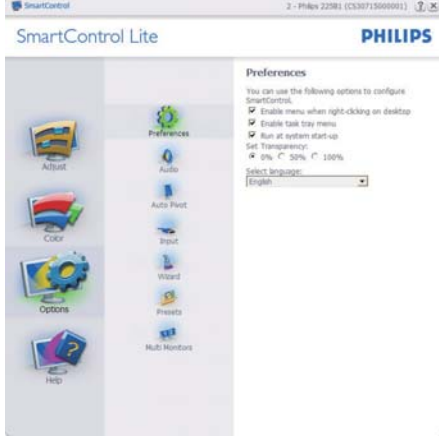 SmartControl
2 - Philips 225B1 (CS30715000001)
SmartControl Lite
PHILIPS
Adjust
Color
Options
Help
Preferences
Audio
Auto Pivot
Input
Wizard
Presets
Multi Monitors
Preferences
You can use the following options to configure
SmartControl.
Enable menu when right-clicking on desktop
Enable task tray menu
Run at system start-up
Set Transparency:
0% 50% 100%
Select language:
English